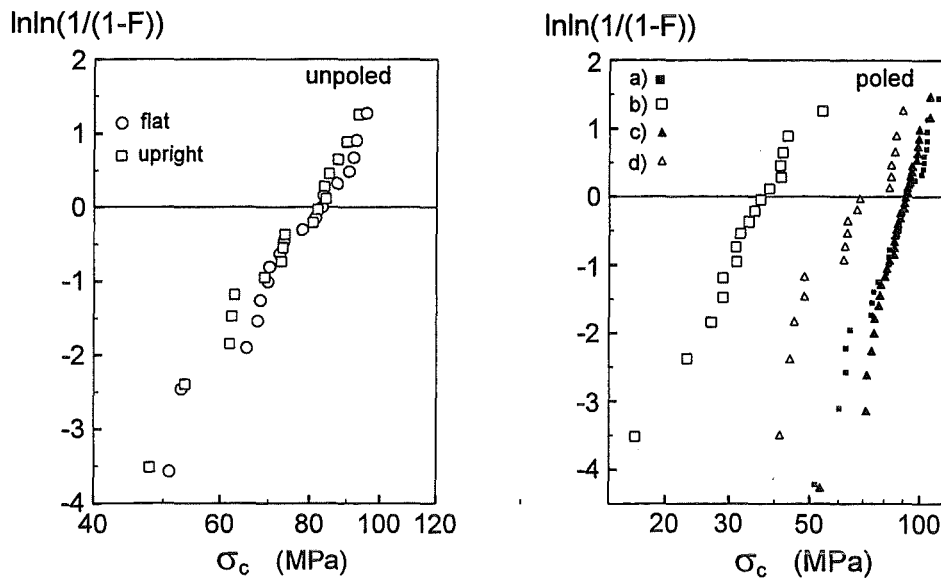 lnln(1/(1-F))
2
1
0
-1
-2
-3
-4
unpoled
flat
upright
40
60
80
100
120
σc (MPa)
lnln(1/(1-F))
2
1
0
-1
-2
-3
-4
a)
b)
c)
d)
poled
20
30
50
100
σc (MPa)